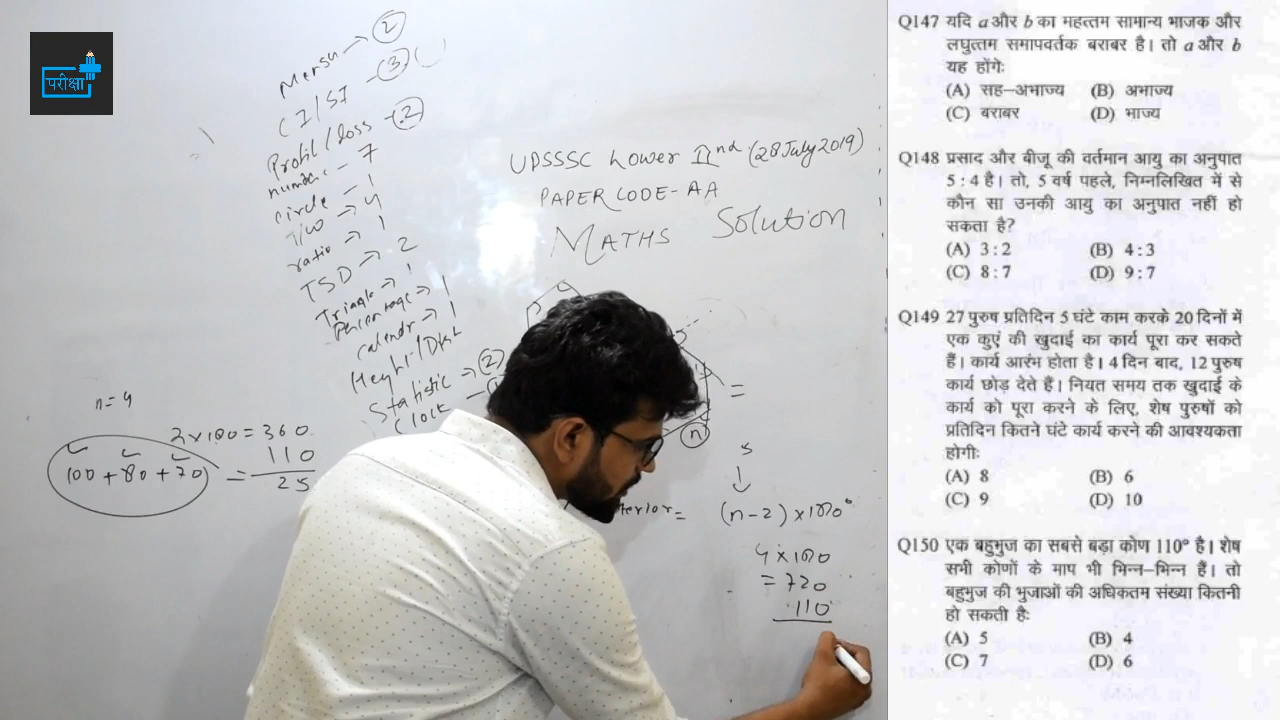 परीक्षा
Mensu → 2
CI/SI - 3
Profit/loss - 2
number - 7
circle - 1
T/W → 4
ratio → 1
TSD → 2
Triangle → 1
Percentage → 1
Calendr → 1
Height/Dist
Statistic → 2
Clock -
UPSSSC Lower IInd (28 July 2019)
PAPER CODE-AA
MATHS Solution
n=4
2x180 = 360
110
100 + 80 + 70 = 25
=
n
5
terior = (n-2) x 180°
4 x 180
= 720
110
Q147 यदि a और b का महत्तम सामान्य भाजक और
लघुत्तम समापवर्तक बराबर है। तो a और b
यह होंगेः
(A) सह–अभाज्य (B) अभाज्य
(C) बराबर (D) भाज्य
Q148 प्रसाद और बीजू की वर्तमान आयु का अनुपात
5 : 4 है। तो, 5 वर्ष पहले, निम्नलिखित में से
कौन सा उनकी आयु का अनुपात नहीं हो
सकता है?
(A) 3 : 2 (B) 4 : 3
(C) 8 : 7 (D) 9 : 7
Q149 27 पुरुष प्रतिदिन 5 घंटे काम करके 20 दिनों में
एक कुएं की खुदाई का कार्य पूरा कर सकते
हैं। कार्य आरंभ होता है। 4 दिन बाद, 12 पुरुष
कार्य छोड़ देते हैं। नियत समय तक खुदाई के
कार्य को पूरा करने के लिए, शेष पुरुषों को
प्रतिदिन कितने घंटे कार्य करने की आवश्यकता
होगीः
(A) 8 (B) 6
(C) 9 (D) 10
Q150 एक बहुभुज का सबसे बड़ा कोण 110° है। शेष
सभी कोणों के माप भी भिन्न–भिन्न हैं। तो
बहुभुज की भुजाओं की अधिकतम संख्या कितनी
हो सकती हैः
(A) 5 (B) 4
(C) 7 (D) 6